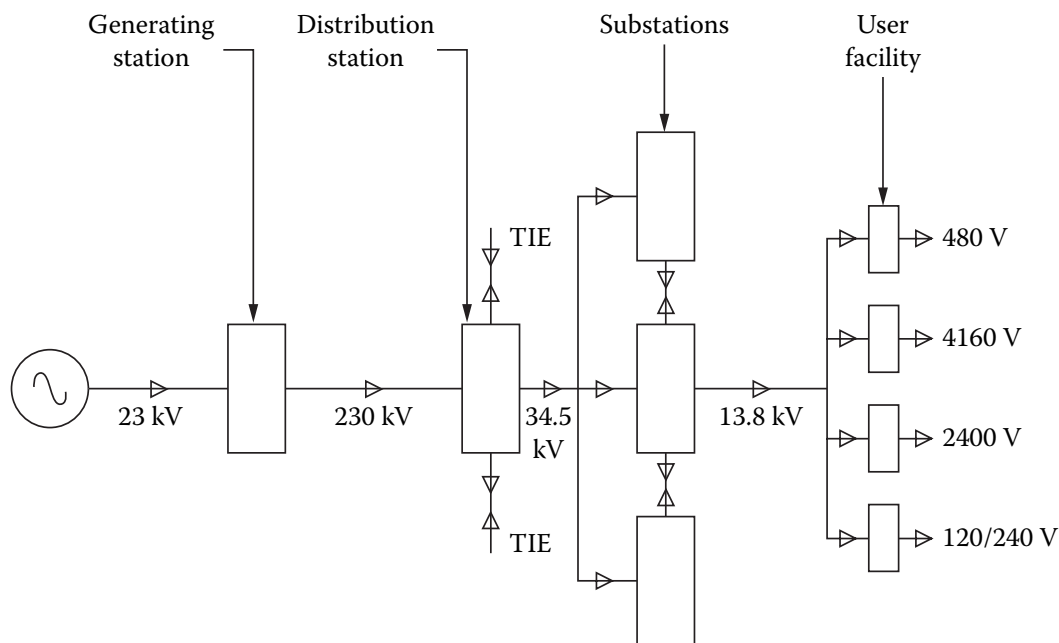 Generating
station
Distribution
station
Substations
User
facility
TIE
480 V
4160 V
23 kV
230 kV
34.5
kV
13.8 kV
2400 V
TIE
120/240 V